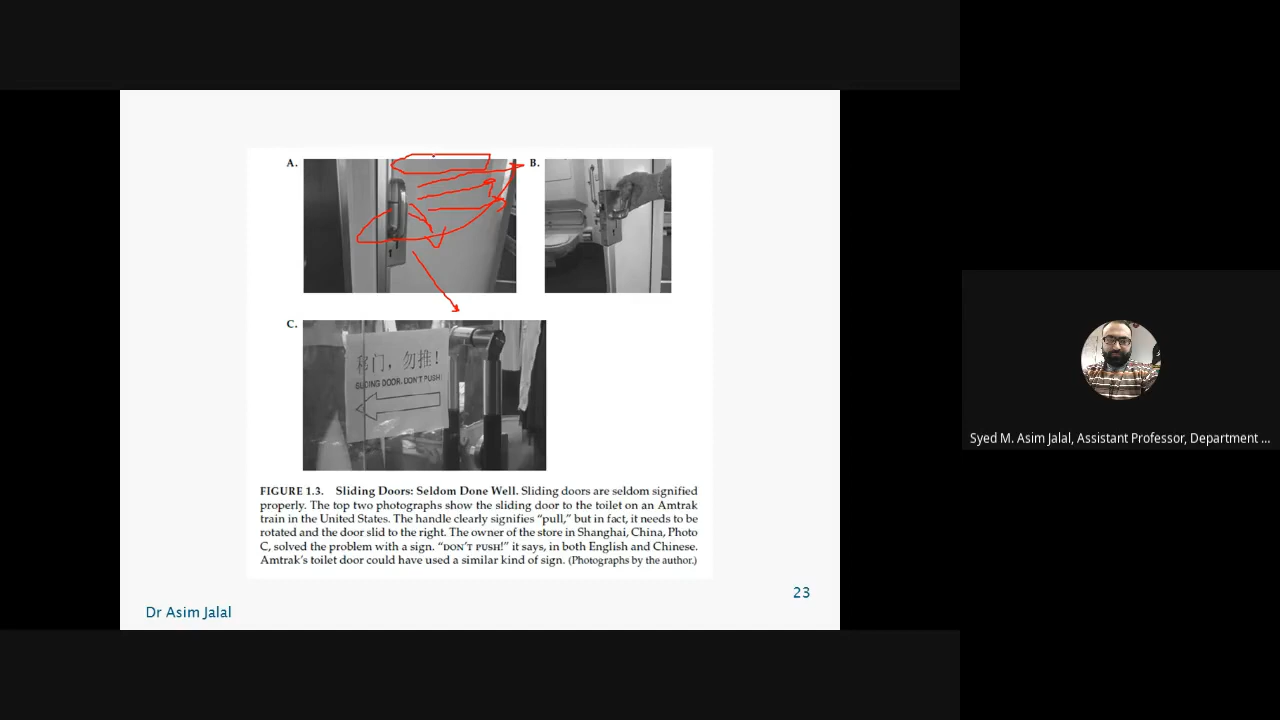 A.
B.
C.
移门，勿推！
SLIDING DOOR, DON'T PUSH!
FIGURE 1.3. Sliding Doors: Seldom Done Well. Sliding doors are seldom signified
properly. The top two photographs show the sliding door to the toilet on an Amtrak
train in the United States. The handle clearly signifies “pull,” but in fact, it needs to be
rotated and the door slid to the right. The owner of the store in Shanghai, China, Photo
C, solved the problem with a sign. “DON’T PUSH!” it says, in both English and Chinese.
Amtrak’s toilet door could have used a similar kind of sign. (Photographs by the author.)
23
Dr Asim Jalal
Syed M. Asim Jalal, Assistant Professor, Department ...